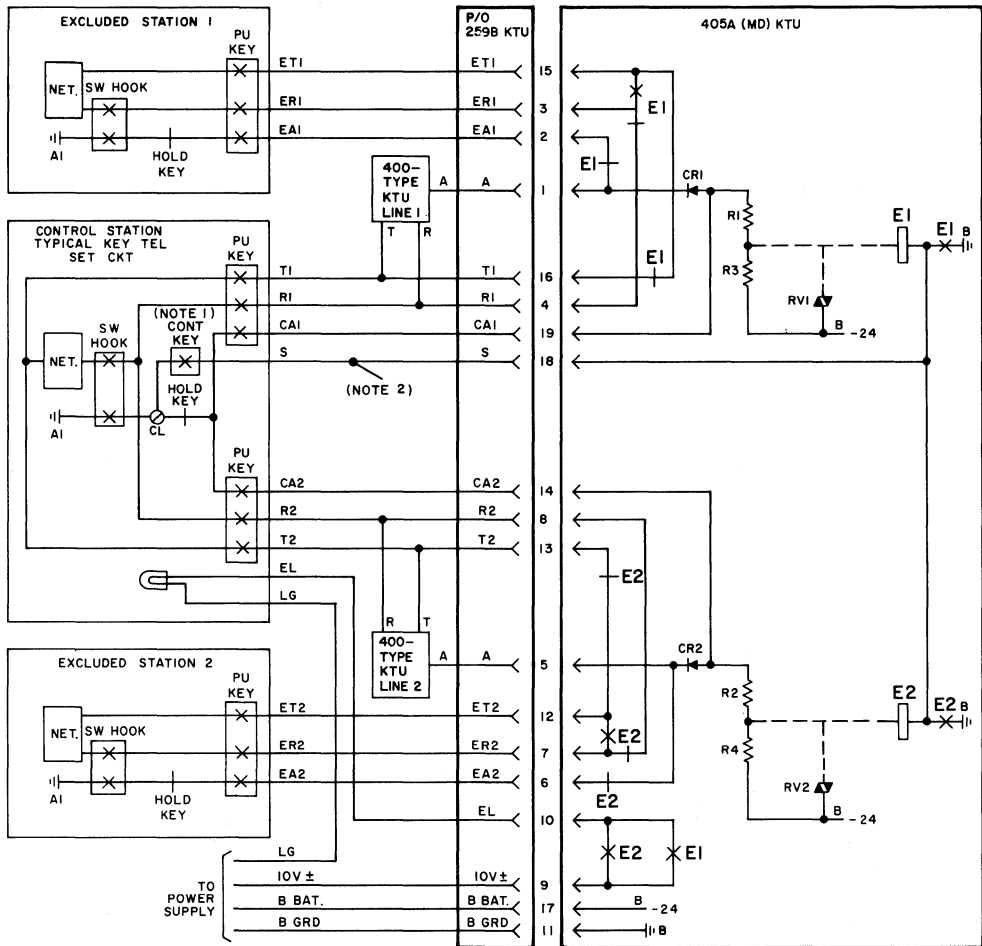 EXCLUDED STATION 1
PU
KEY
NET.
SW HOOK
A1
HOLD
KEY
ET1
ER1
EA1
P/O
259B KTU
ET1
ER1
EA1
A
T1
R1
CA1
S
CA2
R2
T2
A
ET2
ER2
EA2
EL
10V ±
B BAT.
B GRD
15
3
2
1
16
4
19
18
14
8
13
5
12
7
6
10
9
17
11
400-
TYPE
KTU
LINE 1
A
T
R
CONTROL STATION
TYPICAL KEY TEL
SET CKT
PU
KEY
(NOTE 1)
CONT
KEY
SW
HOOK
NET.
HOLD
KEY
A1
CL
T1
R1
CA1
S
(NOTE 2)
PU
KEY
CA2
R2
T2
EL
LG
R
T
400-
TYPE
KTU
LINE 2
A
EXCLUDED STATION 2
PU
KEY
NET.
SW HOOK
A1
HOLD
KEY
ET2
ER2
EA2
LG
10V ±
B BAT.
B GRD
TO
POWER
SUPPLY
405A (MD) KTU
E1
E1
CR1
R1
E1
E1
B
E1
R3
RV1
B
-24
E2
CR2
R2
E2
E2
B
E2
R4
E2
RV2
B
-24
E2
E1
B
-24
B